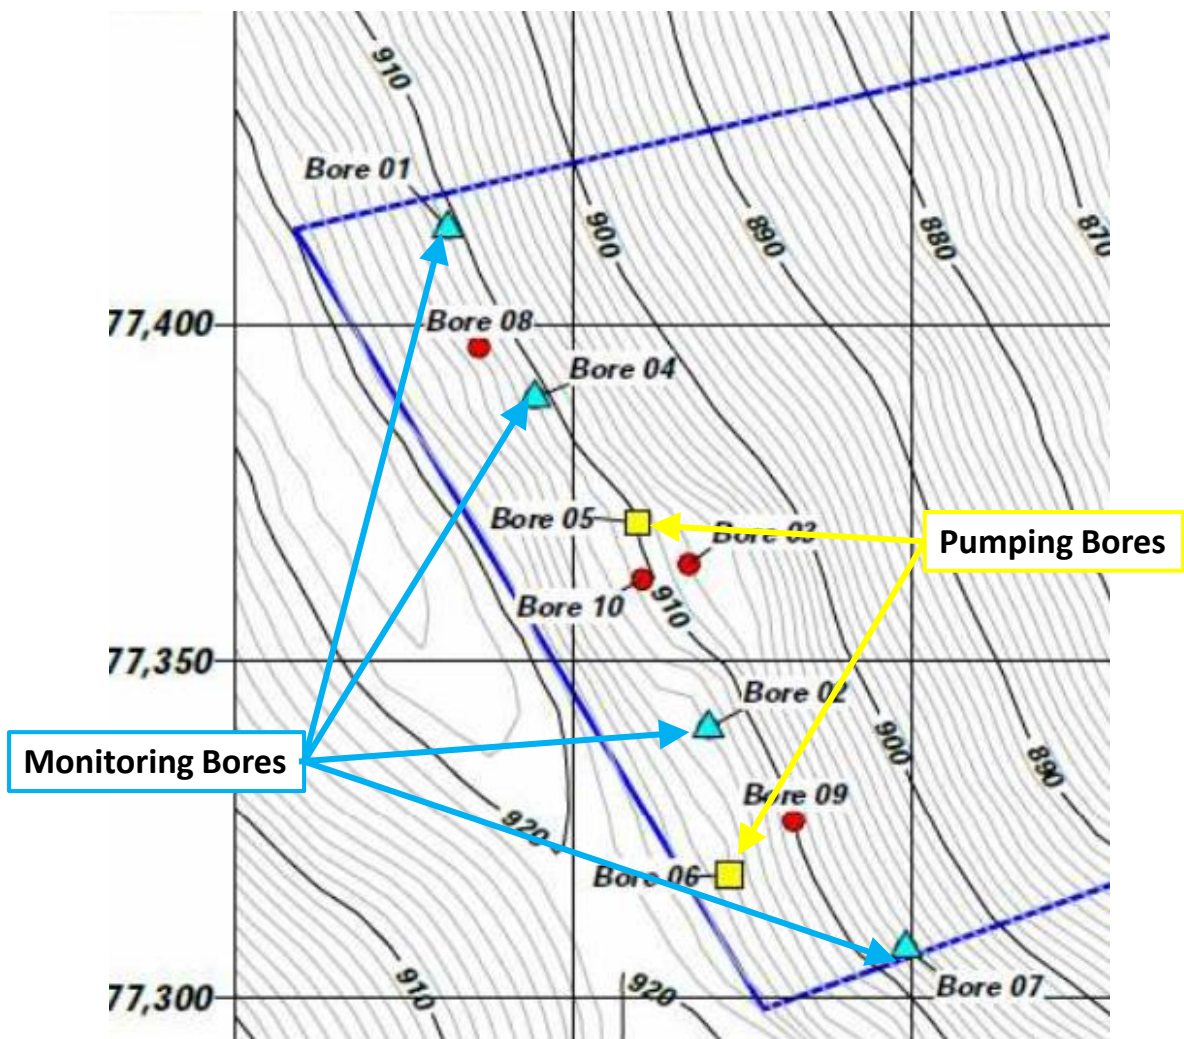 910
Bore 01
900
890
880
870
77,400
Bore 08
Bore 04
Bore 05
Bore 03
Pumping Bores
Bore 10
910
77,350
Bore 02
900
890
Monitoring Bores
Bore 09
920
Bore 06
910
920
Bore 07
77,300